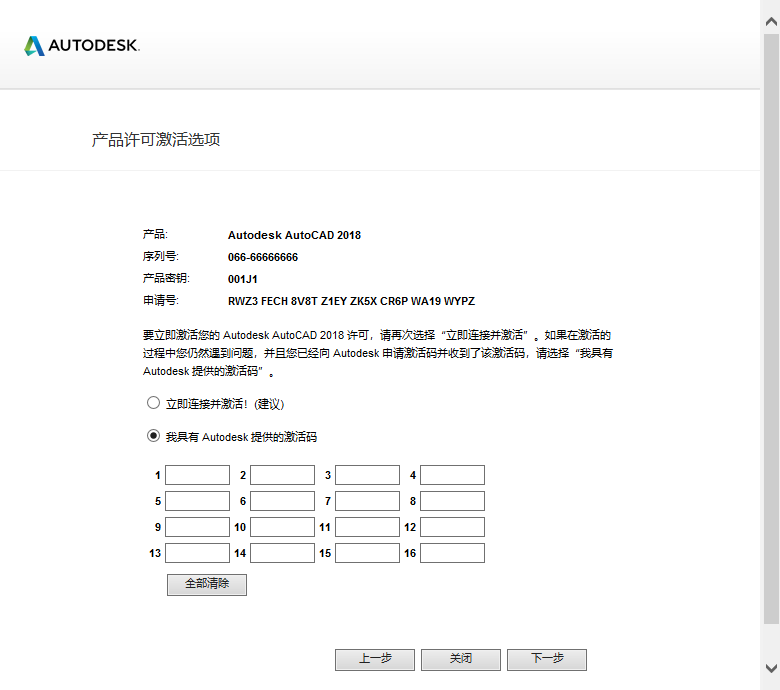 AUTODESK.
产品许可激活选项
产品: Autodesk AutoCAD 2018
序列号: 066-66666666
产品密钥: 001J1
申请号: RWZ3 FECH 8V8T Z1EY ZK5X CR6P WA19 WYPZ
要立即激活您的 Autodesk AutoCAD 2018 许可，请再次选择“立即连接并激活”。如果在激活的
过程中您仍然遇到问题，并且您已经向 Autodesk 申请激活码并收到了该激活码，请选择“我具有
Autodesk 提供的激活码”。
立即连接并激活！(建议)
我具有 Autodesk 提供的激活码
1 2 3 4
5 6 7 8
9 10 11 12
13 14 15 16
全部清除
上一步 关闭 下一步